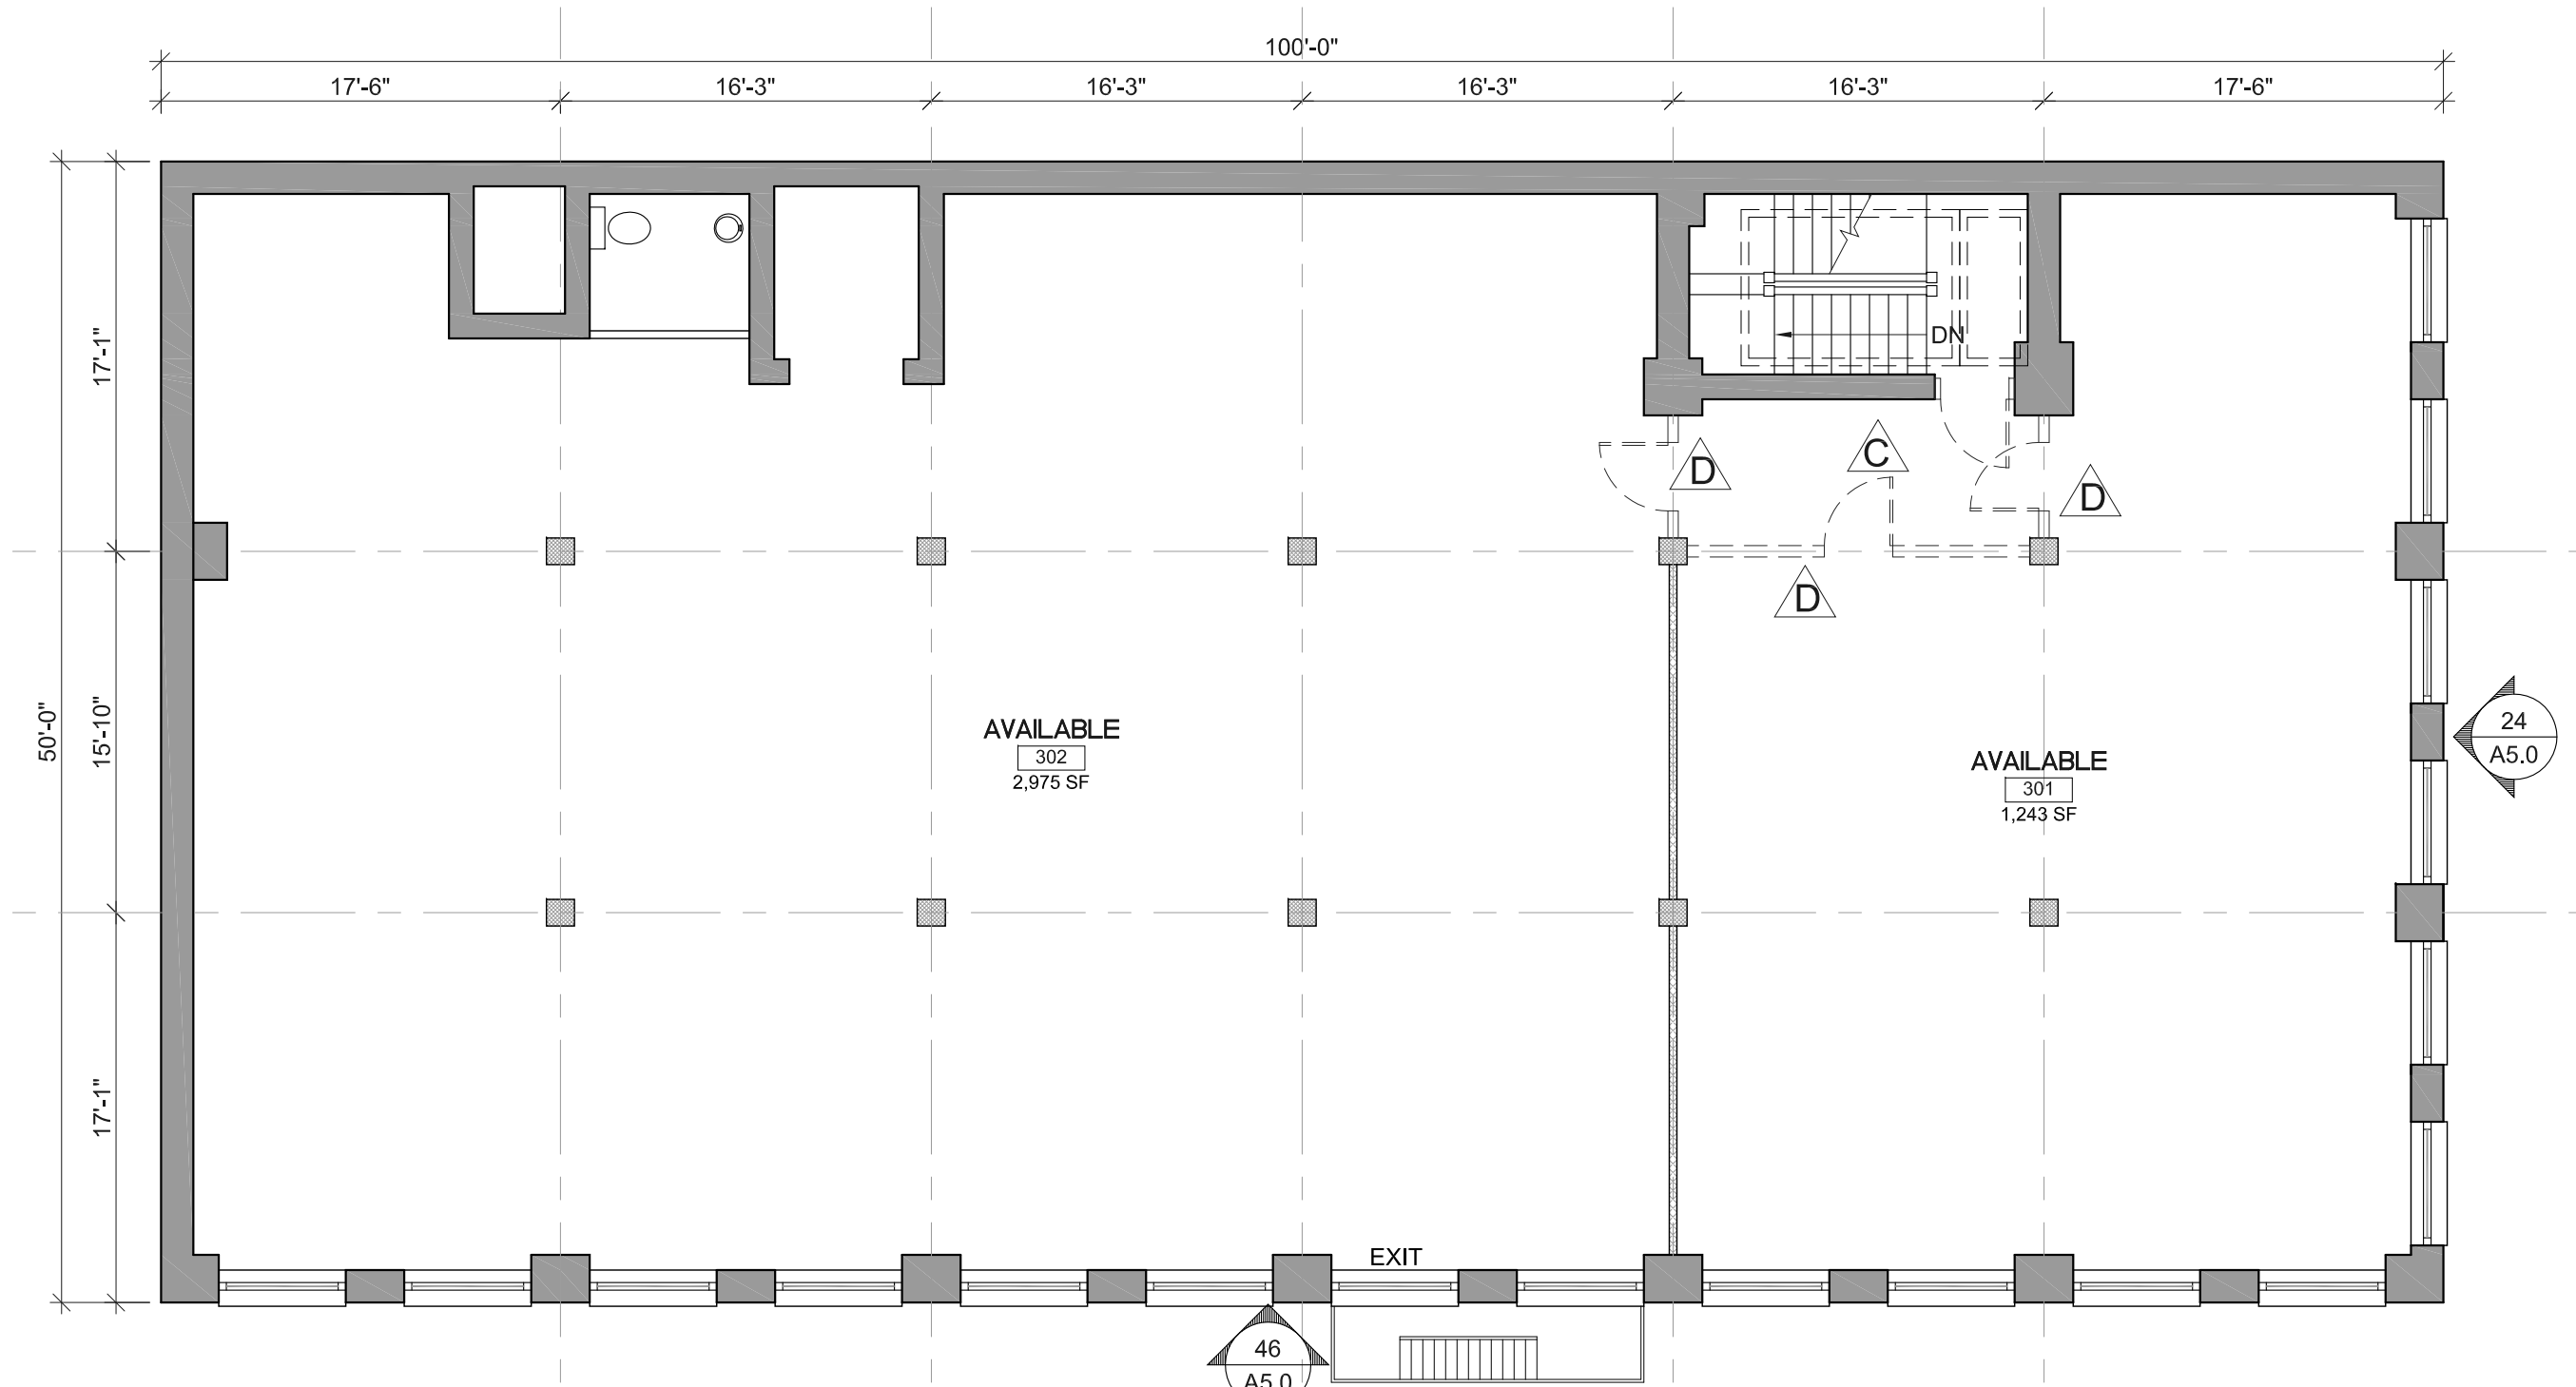 100'-0"
17'-6"
16'-3"
16'-3"
16'-3"
16'-3"
17'-6"
17'-1"
DN
C
D
D
D
50'-0"
15'-10"
AVAILABLE
302
2,975 SF
AVAILABLE
301
1,243 SF
24
A5.0
17'-1"
EXIT
46
A5.0